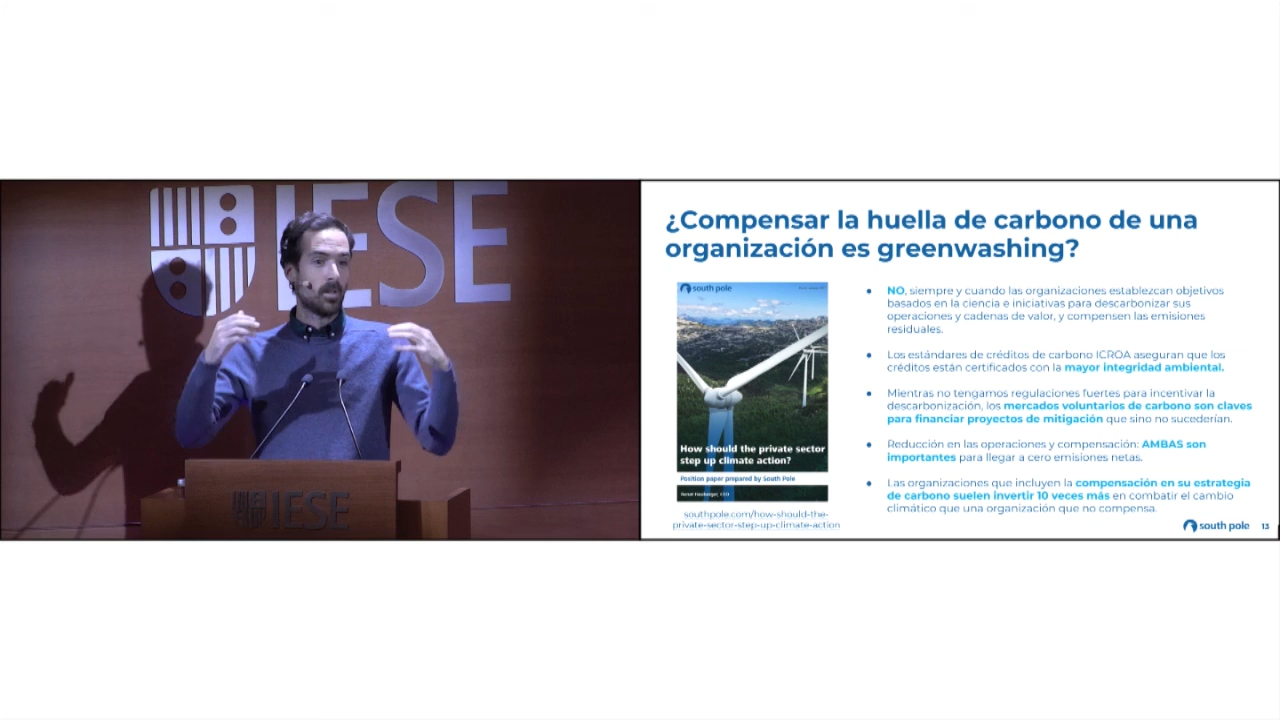 IESE
IESE
¿Compensar la huella de carbono de una
organización es greenwashing?
south pole
How should the private sector
step up climate action?
Position paper prepared by South Pole
Renat Heuberger, CEO
southpole.com/how-should-the-
private-sector-step-up-climate-action
• NO, siempre y cuando las organizaciones establezcan objetivos
basados en la ciencia e iniciativas para descarbonizar sus
operaciones y cadenas de valor, y compensen las emisiones
residuales.
• Los estándares de créditos de carbono ICROA aseguran que los
créditos están certificados con la mayor integridad ambiental.
• Mientras no tengamos regulaciones fuertes para incentivar la
descarbonización, los mercados voluntarios de carbono son claves
para financiar proyectos de mitigación que sino no sucederían.
• Reducción en las operaciones y compensación: AMBAS son
importantes para llegar a cero emisiones netas.
• Las organizaciones que incluyen la compensación en su estrategia
de carbono suelen invertir 10 veces más en combatir el cambio
climático que una organización que no compensa.
south pole 13